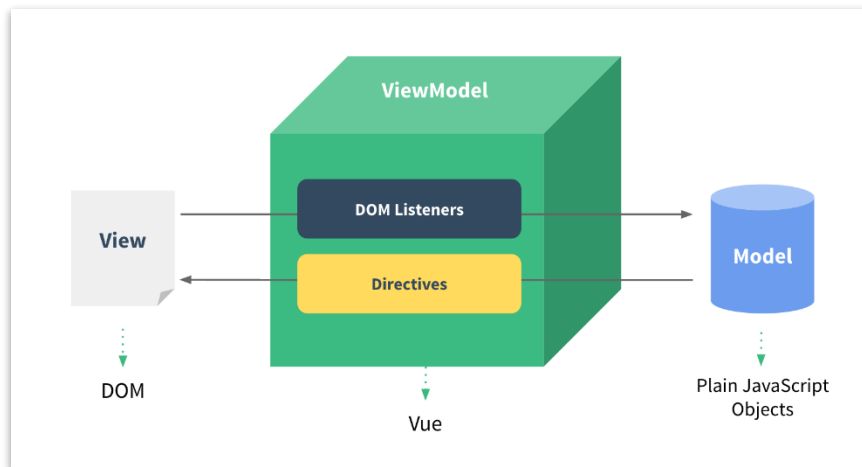 ViewModel
DOM Listeners
View
Model
Directives
DOM
Vue
Plain JavaScript
Objects